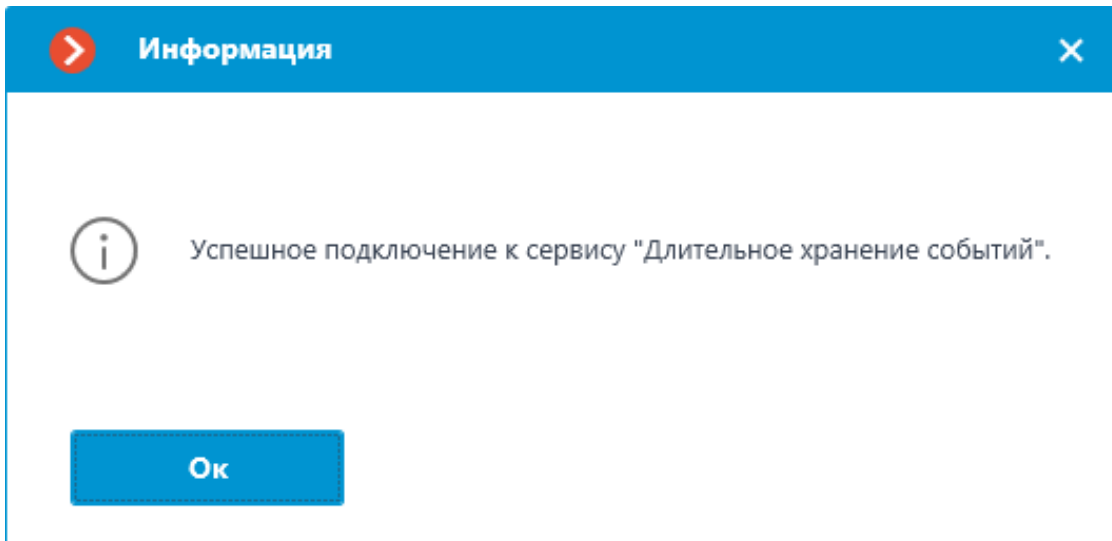 Информация
Успешное подключение к сервису "Длительное хранение событий".
Ок